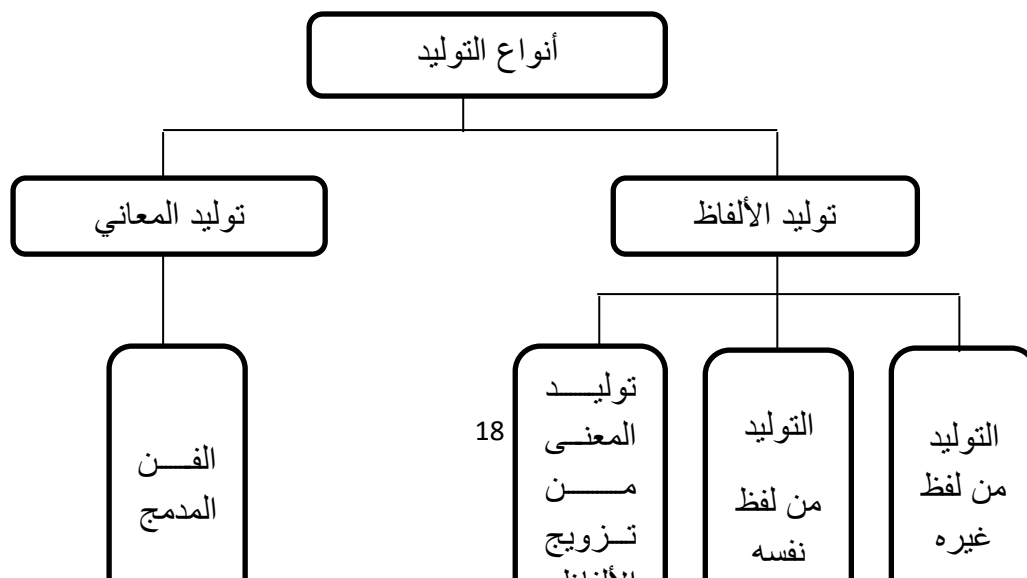 أنواع التوليد
توليد الألفاظ
توليد المعاني
التوليد
من لفظ
غيره
التوليد
من لفظ
نفسه
توليد
المعنى
من
تزويج
الألفاظ
18
الفن
المدمج